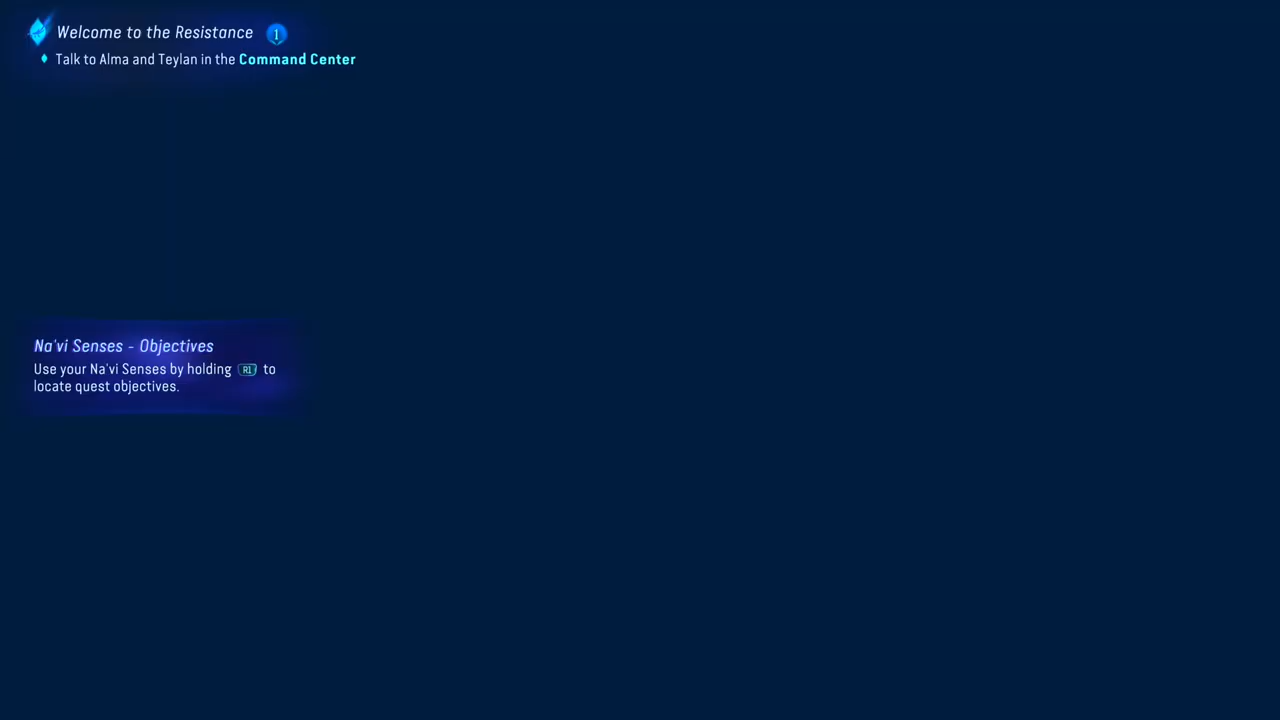 Welcome to the Resistance 1
Talk to Alma and Teylan in the Command Center
Na'vi Senses - Objectives
Use your Na'vi Senses by holding R1 to
locate quest objectives.